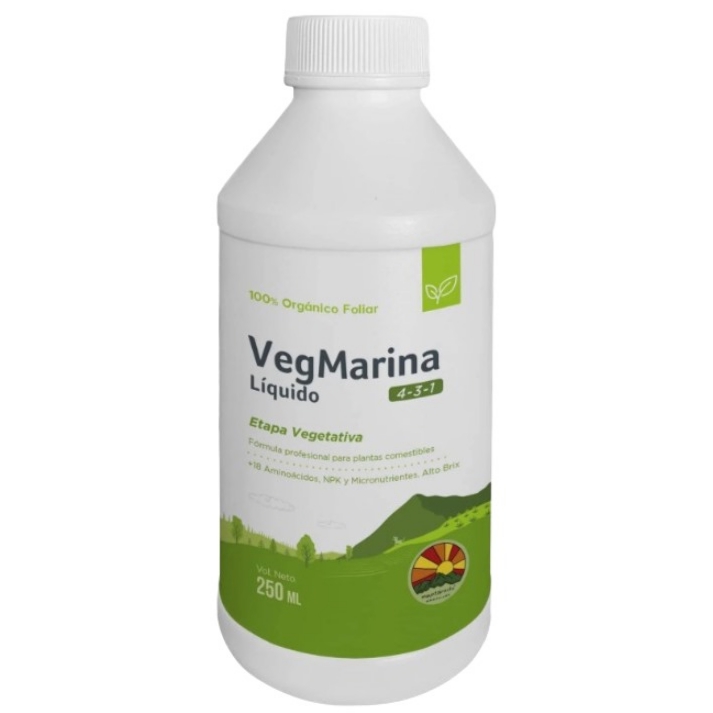 100% Orgánico Foliar
VegMarina
Líquido
4-3-1
Etapa Vegetativa
Fórmula profesional para plantas comestibles
+18 Aminoácidos, NPK y Micronutrientes, Alto Brix
Vol. Neto
250 ML